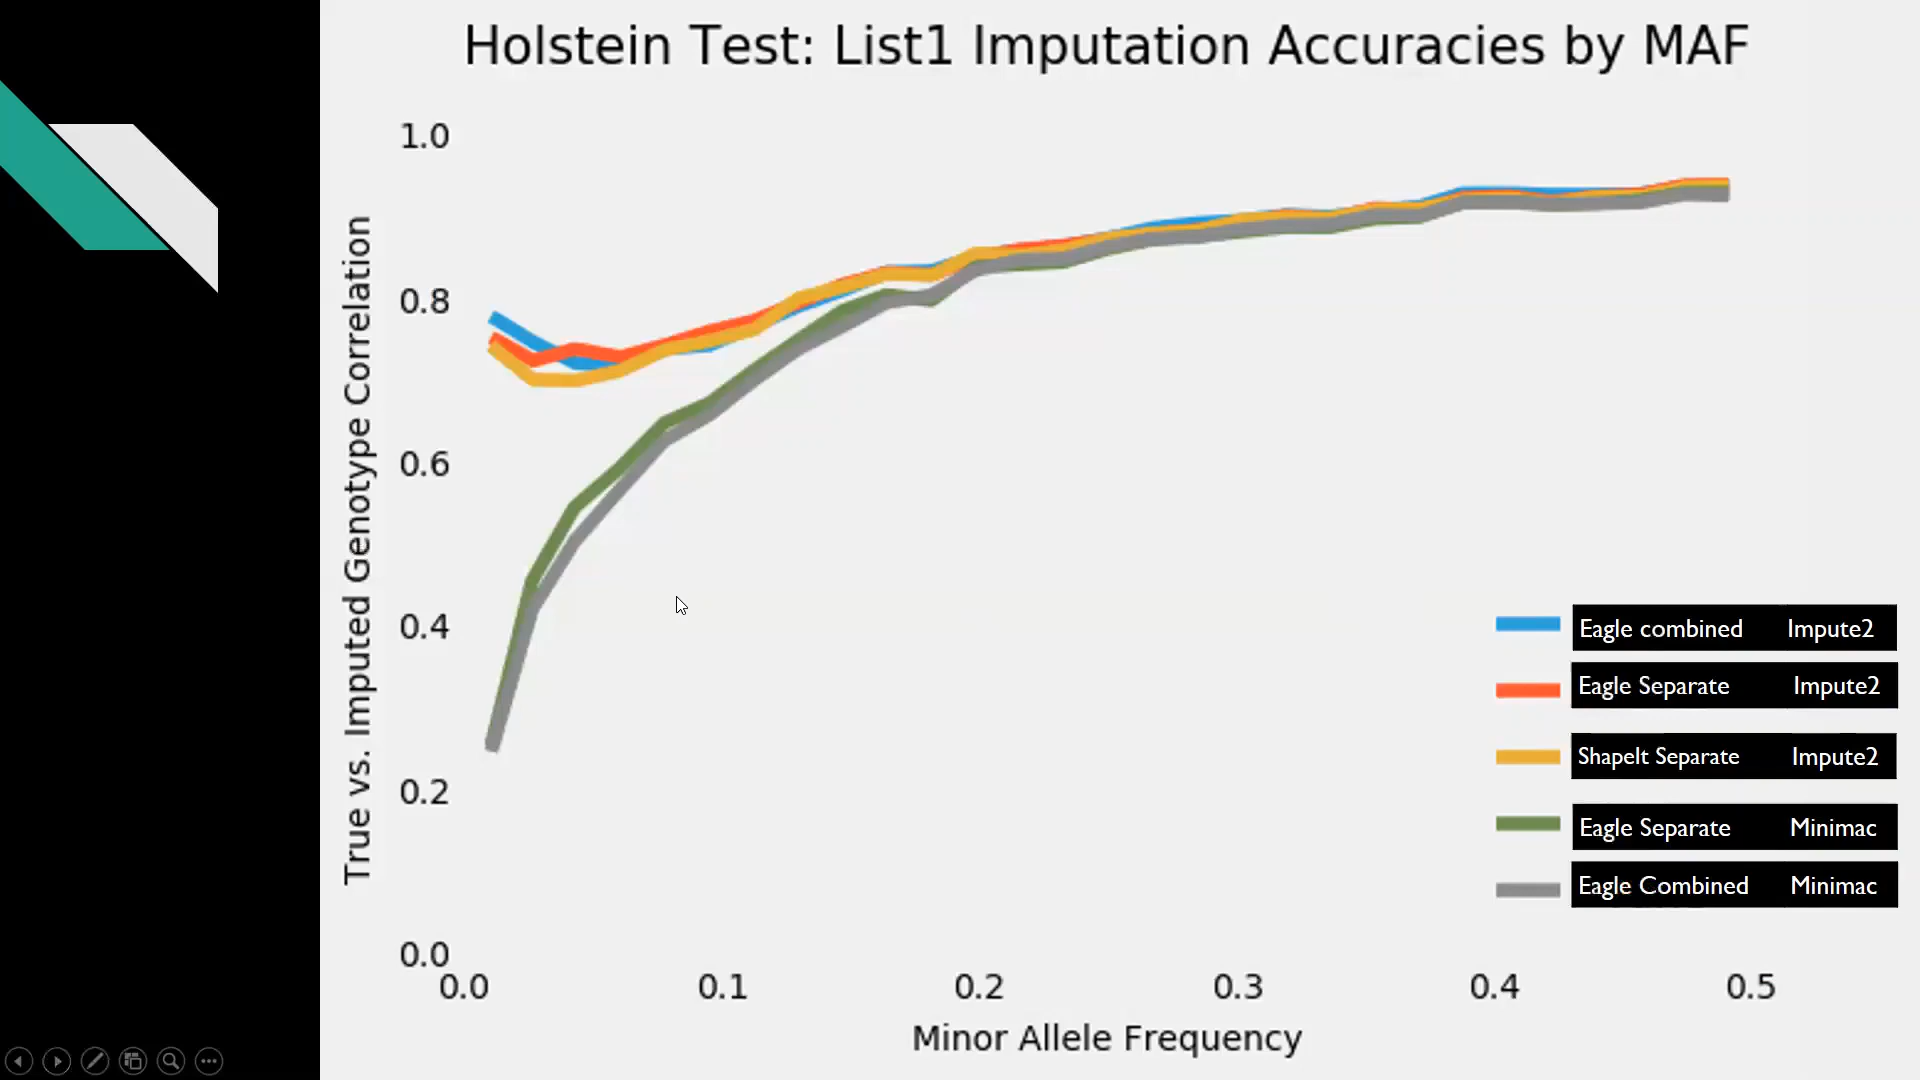 Holstein Test: List1 Imputation Accuracies by MAF
True vs. Imputed Genotype Correlation
1.0
0.8
0.6
0.4
0.2
0.0
0.0 0.1 0.2 0.3 0.4 0.5
Minor Allele Frequency
Eagle combined Impute2
Eagle Separate Impute2
ShapeIt Separate Impute2
Eagle Separate Minimac
Eagle Combined Minimac